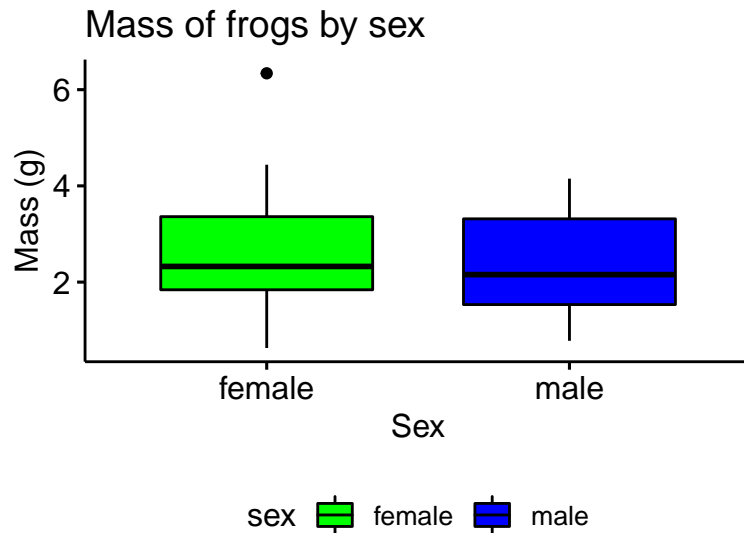 Mass of frogs by sex
Mass (g)
6
4
2
female male
Sex
sex female male